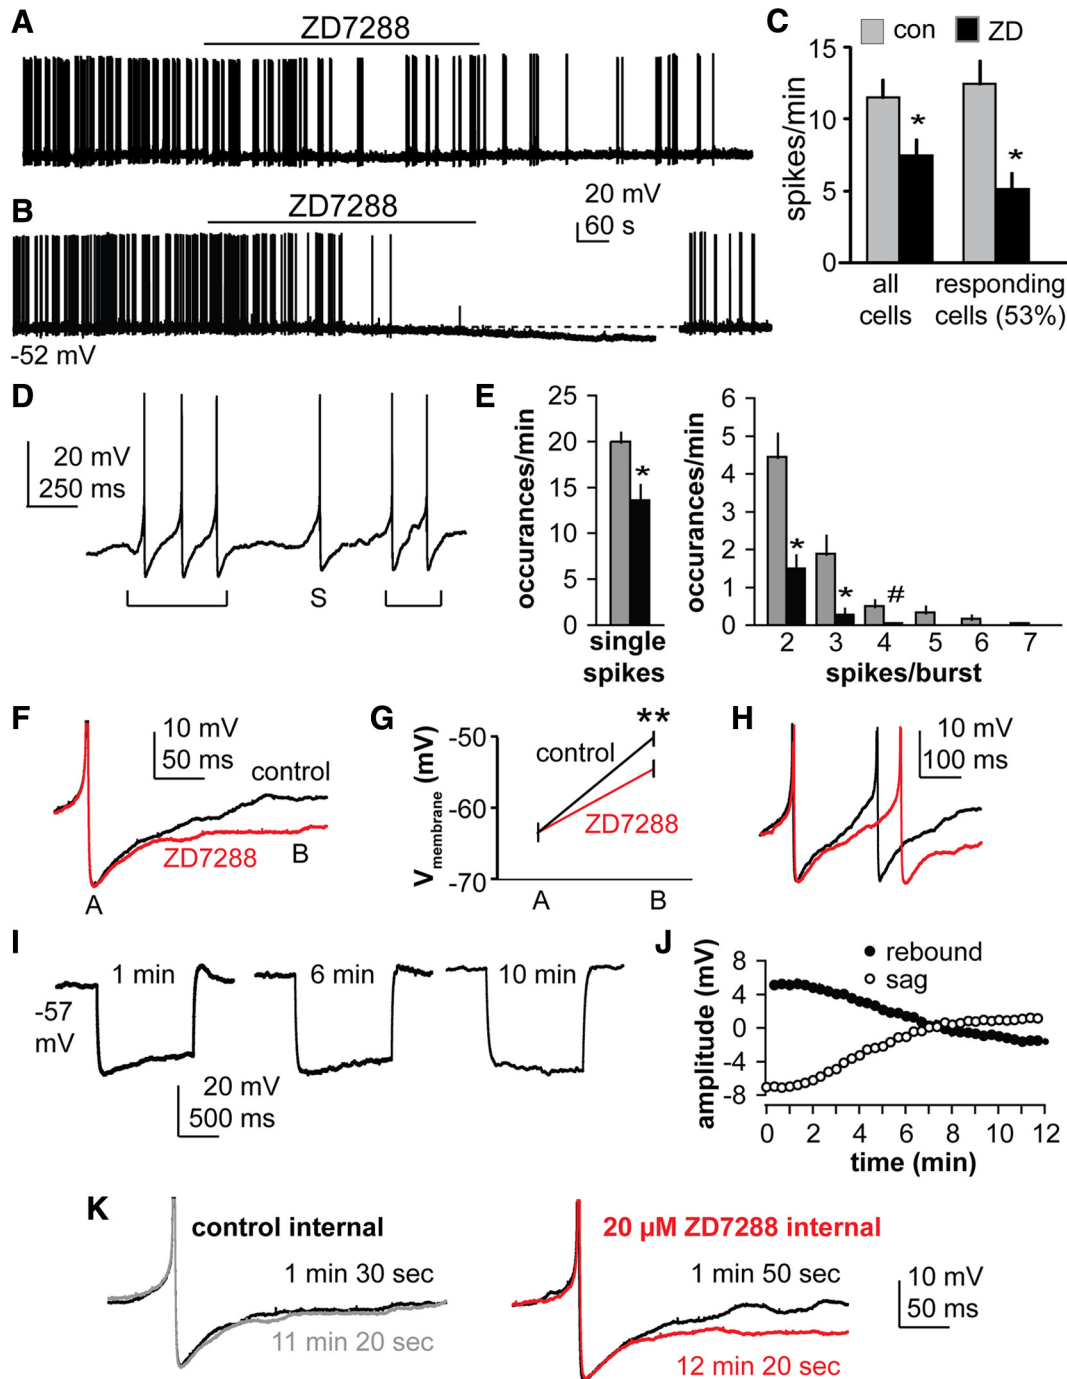 A
ZD7288
20 mV
60 s
B
ZD7288
-52 mV
C
con
ZD
spikes/min
15
10
5
0
*
*
all
cells
responding
cells (53%)
D
20 mV
250 ms
S
E
occurances/min
25
20
15
10
5
0
*
single
spikes
occurances/min
6
5
4
3
2
1
0
*
*
#
2 3 4 5 6 7
spikes/burst
F
10 mV
50 ms
control
ZD7288
A
B
G
Vmembrane (mV)
-50
-60
-70
**
control
ZD7288
A
B
H
10 mV
100 ms
I
1 min
6 min
10 min
-57
mV
20 mV
500 ms
J
rebound
sag
amplitude (mV)
8
4
0
-4
-8
0 2 4 6 8 10 12
time (min)
K
control internal
1 min 30 sec
11 min 20 sec
20 µM ZD7288 internal
1 min 50 sec
12 min 20 sec
10 mV
50 ms